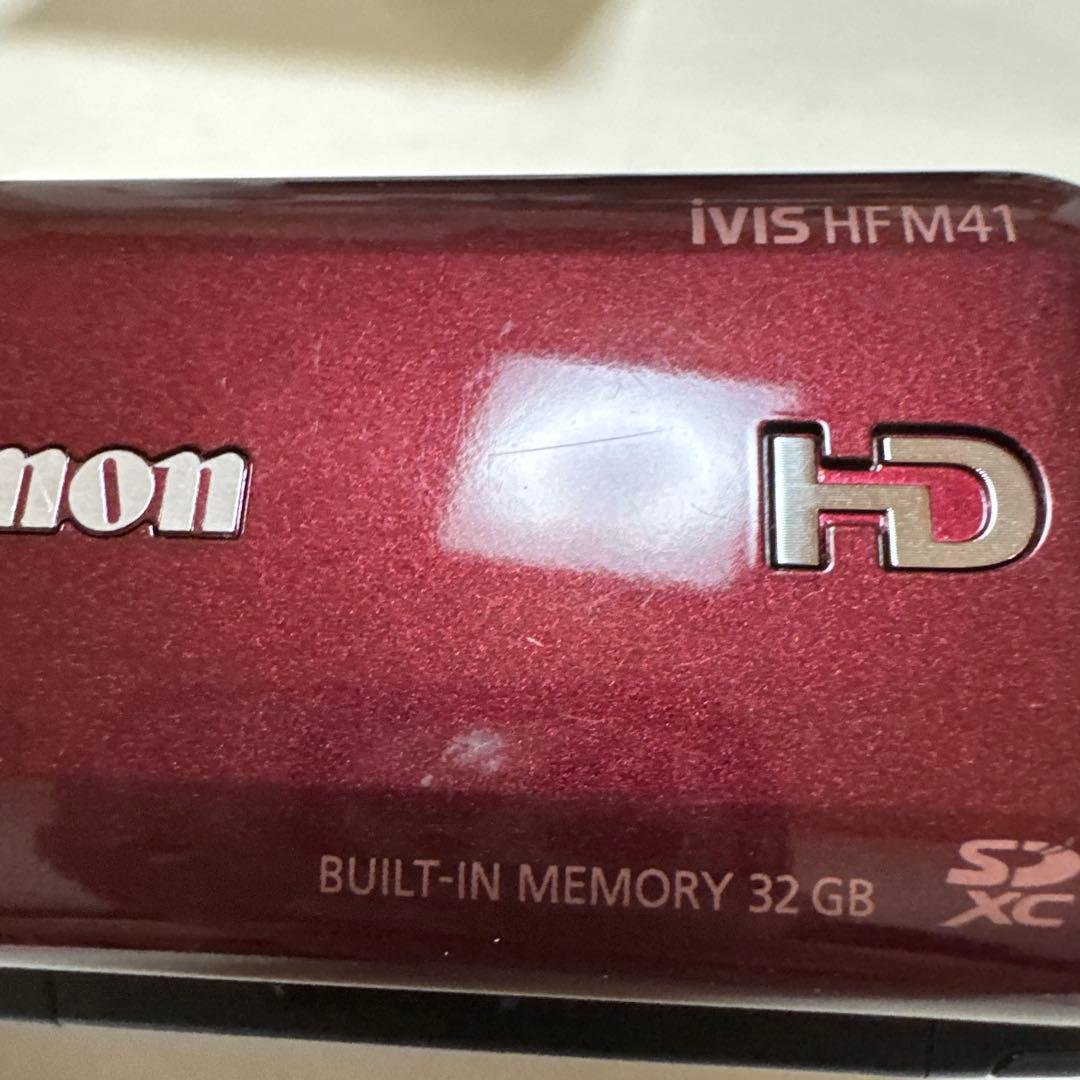 iVIS HF M41
non
HD
BUILT-IN MEMORY 32 GB
SD
XC